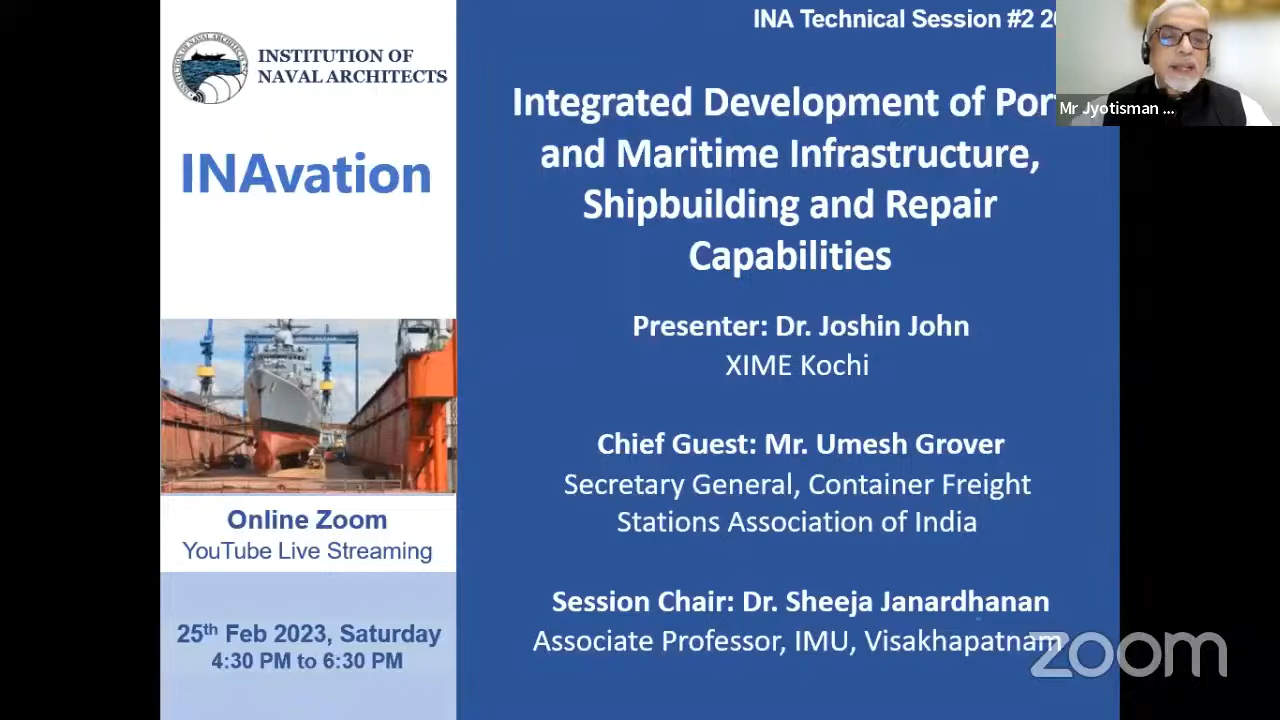 INSTITUTION OF
NAVAL ARCHITECTS
INAvation
Online Zoom
YouTube Live Streaming
25th Feb 2023, Saturday
4:30 PM to 6:30 PM
INA Technical Session #2
Integrated Development of
and Maritime Infrastructure,
Shipbuilding and Repair
Capabilities
Presenter: Dr. Joshin John
XIME Kochi
Chief Guest: Mr. Umesh Grover
Secretary General, Container Freight
Stations Association of India
Session Chair: Dr. Sheeja Janardhanan
Associate Professor, IMU, Visakhapatnam
Mr Jyotisman ...
zoom